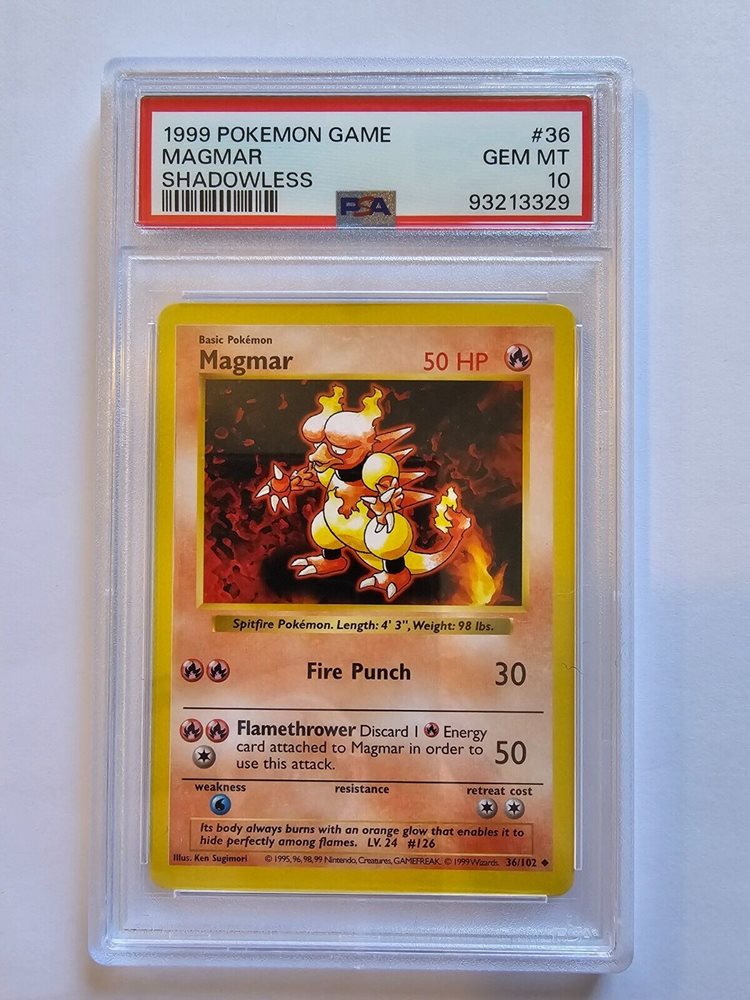 1999 POKEMON GAME #36
MAGMAR GEM MT
SHADOWLESS 10
PSA 93213329
Basic Pokémon
Magmar 50 HP
Spitfire Pokémon. Length: 4' 3", Weight: 98 lbs.
Fire Punch 30
Flamethrower Discard 1 Energy
card attached to Magmar in order to
use this attack. 50
weakness resistance retreat cost
Its body always burns with an orange glow that enables it to
hide perfectly among flames. LV. 24 #126
Illus. Ken Sugimori © 1995, 96, 98, 99 Nintendo, Creatures, GAMEFREAK. © 1999 Wizards. 36/102